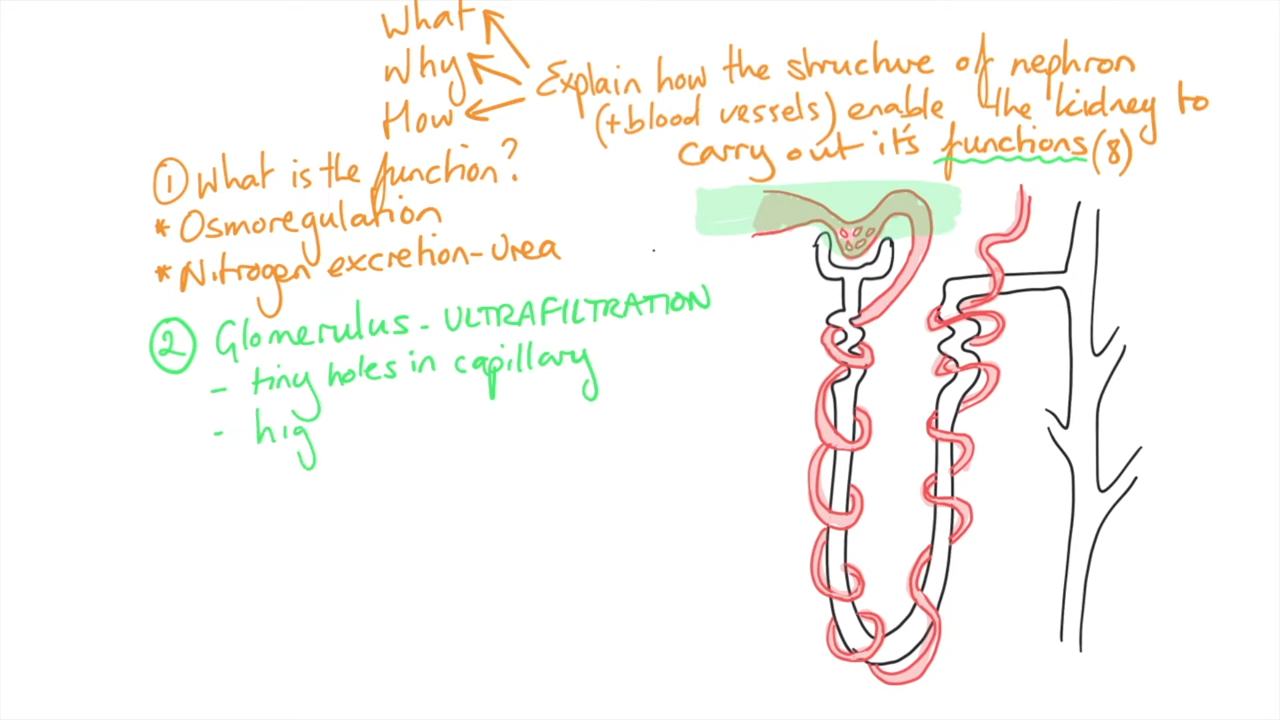 What
Why
How
Explain how the structure of nephron
(+blood vessels) enable the kidney to
carry out it's functions (8)
① What is the function?
* Osmoregulation
* Nitrogen excretion-urea
② Glomerulus - ULTRAFILTRATION
- tiny holes in capillary
- hig